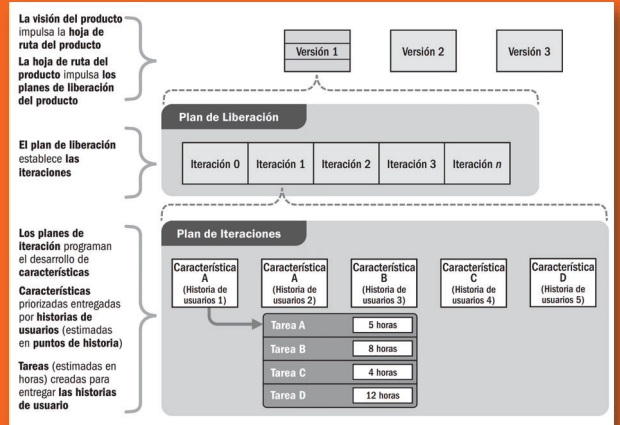 La visión del producto
impulsa la hoja de
ruta del producto
La hoja de ruta del
producto impulsa los
planes de liberación
del producto
Versión 1
Versión 2
Versión 3
Plan de Liberación
El plan de liberación
establece las
iteraciones
Iteración 0
Iteración 1
Iteración 2
Iteración 3
Iteración n
Plan de Iteraciones
Los planes de
iteración programan
el desarrollo de
características
Características
priorizadas entregadas
por historias de
usuarios (estimadas
en puntos de historia)
Tareas (estimadas en
horas) creadas para
entregar las historias
de usuario
Característica
A
(Historia de
usuarios 1)
Característica
A
(Historia de
usuarios 2)
Característica
B
(Historia de
usuarios 3)
Característica
C
(Historia de
usuarios 4)
Característica
D
(Historia de
usuarios 5)
Tarea A
5 horas
Tarea B
8 horas
Tarea C
4 horas
Tarea D
12 horas